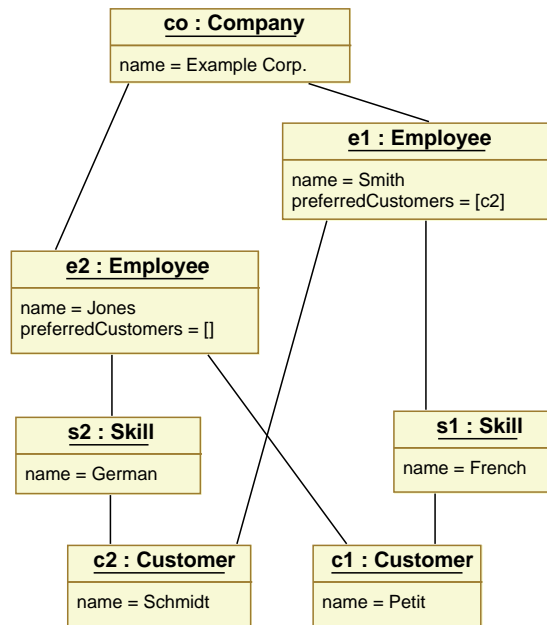 co : Company
name = Example Corp.
e1 : Employee
name = Smith
preferredCustomers = [c2]
e2 : Employee
name = Jones
preferredCustomers = []
s2 : Skill
name = German
s1 : Skill
name = French
c2 : Customer
name = Schmidt
c1 : Customer
name = Petit